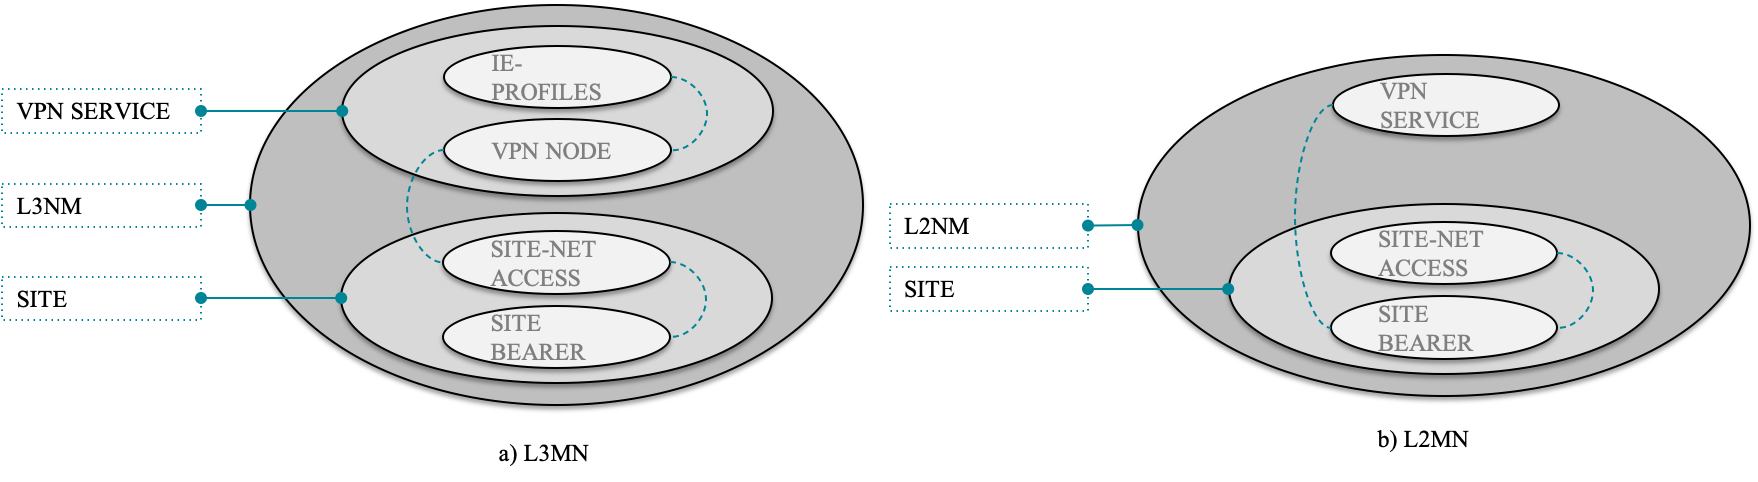 VPN SERVICE
L3NM
SITE
IE-
PROFILES
VPN NODE
SITE-NET
ACCESS
SITE
BEARER
a) L3MN
L2NM
SITE
VPN
SERVICE
SITE-NET
ACCESS
SITE
BEARER
b) L2MN